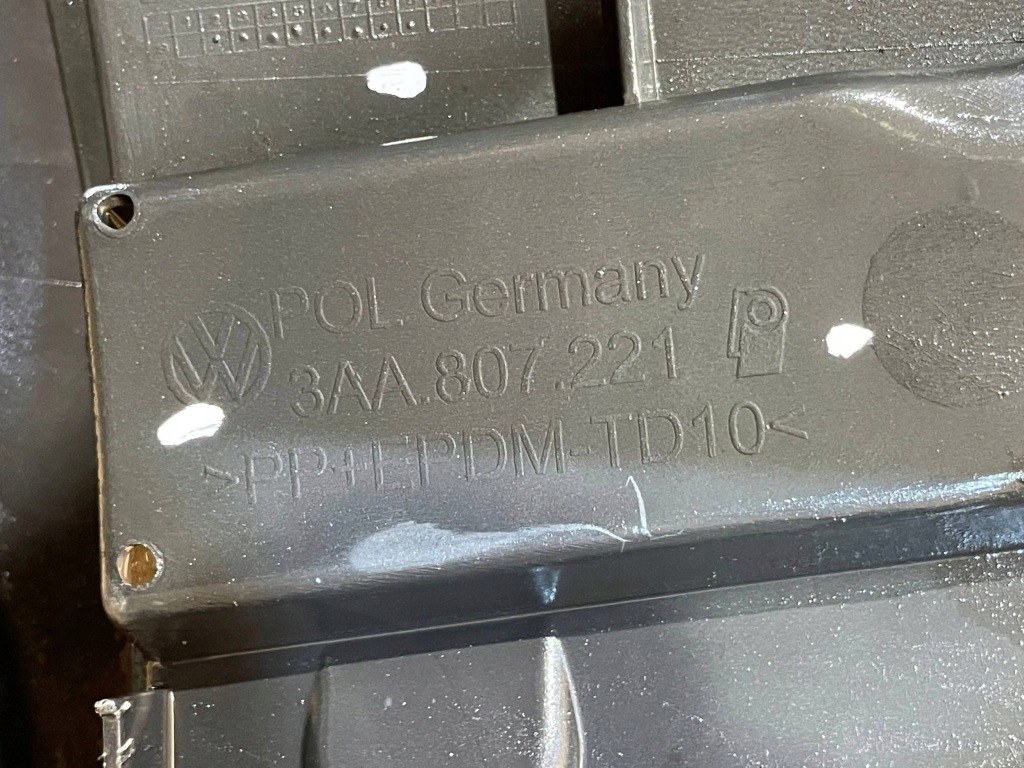 POL. Germany
3AA.807.221
>PP+EPDM-TD10<